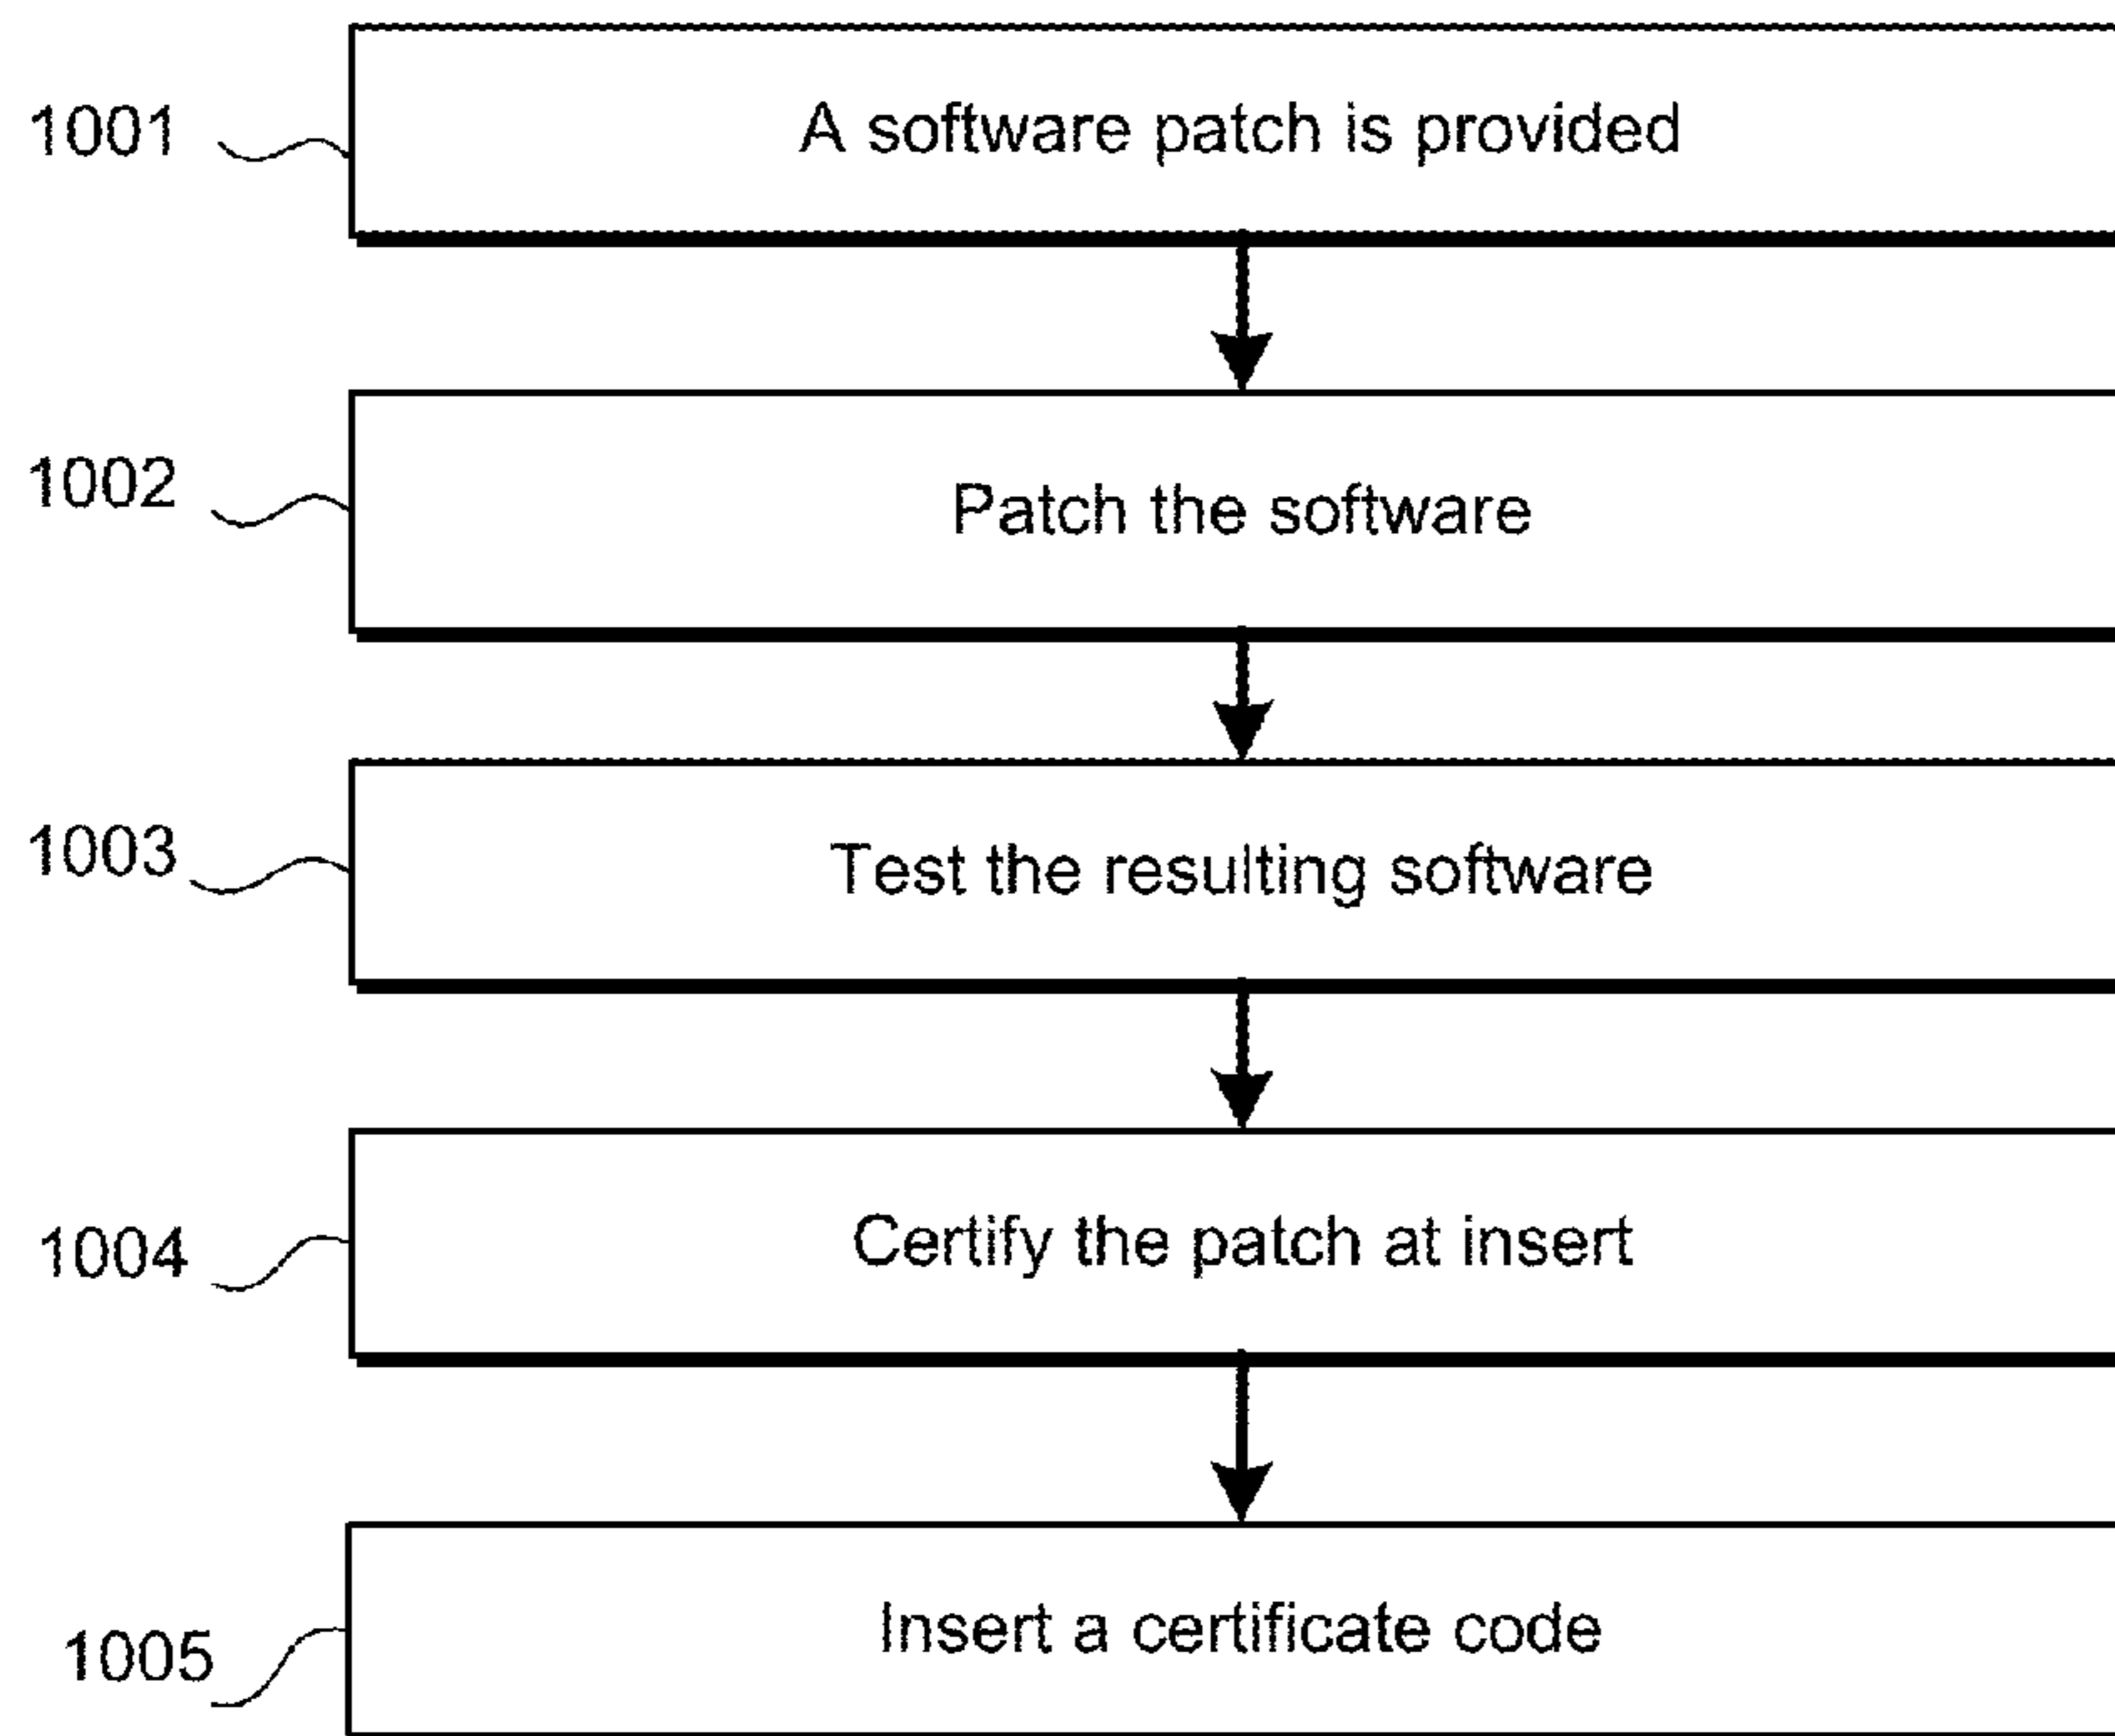 1001
A software patch is provided
1002
Patch the software
1003
Test the resulting software
1004
Certify the patch at insert
1005
Insert a certificate code